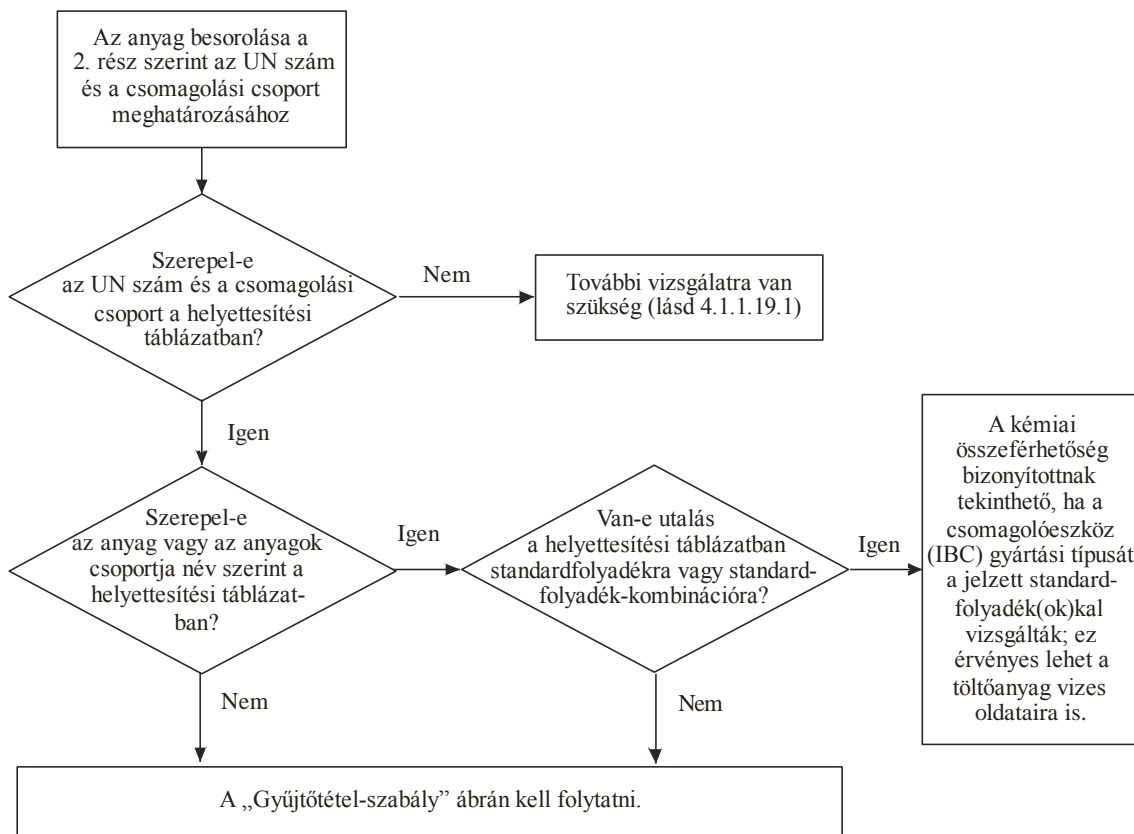 Az anyag besorolása a
2. rész szerint az UN szám
és a csomagolási csoport
meghatározásához
Szerepel-e
az UN szám és a csomagolási
csoport a helyettesítési
táblázatban?
Nem
További vizsgálatra van
szükség (lásd 4.1.1.19.1)
Igen
Szerepel-e
az anyag vagy az anyagok
csoportja név szerint a
helyettesítési táblázat-
ban?
Igen
Van-e utalás
a helyettesítési táblázatban
standardfolyadékra vagy standard-
folyadék-kombinációra?
Igen
A kémiai
összeférhetőség
bizonyítottnak
tekinthető, ha a
csomagolóeszköz
(IBC) gyártási típusát
a jelzett standard-
folyadék(ok)kal
vizsgálták; ez
érvényes lehet a
töltőanyag vizes
oldataira is.
Nem
Nem
A „Gyűjtőtétel-szabály” ábrán kell folytatni.